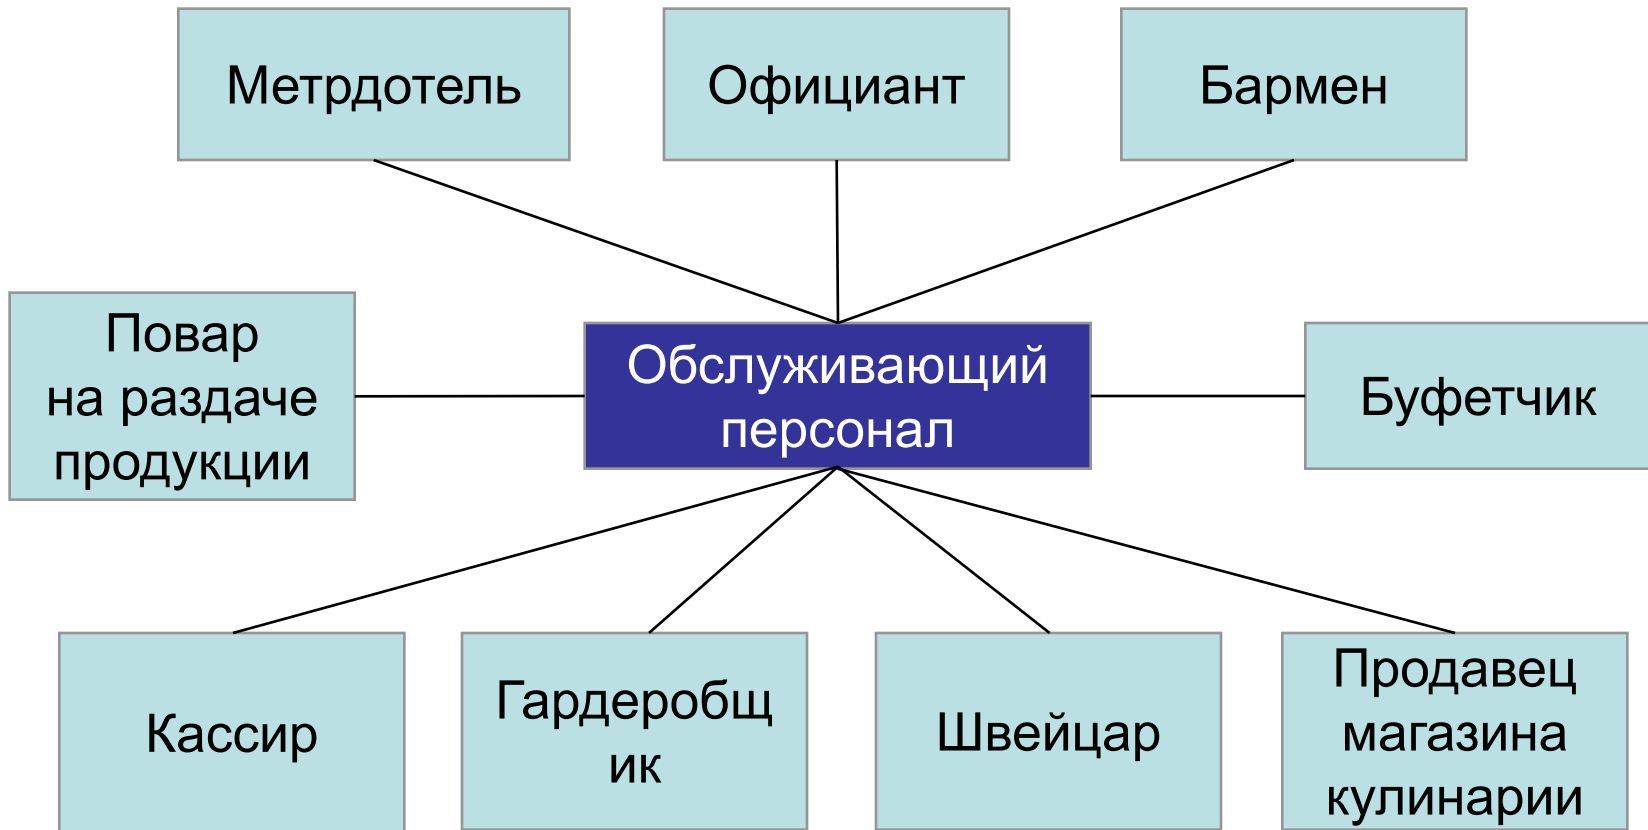 Метрдотель
Официант
Бармен
Повар
на раздаче
продукции
Обслуживающий
персонал
Буфетчик
Кассир
Гардеробщ
ик
Швейцар
Продавец
магазина
кулинарии